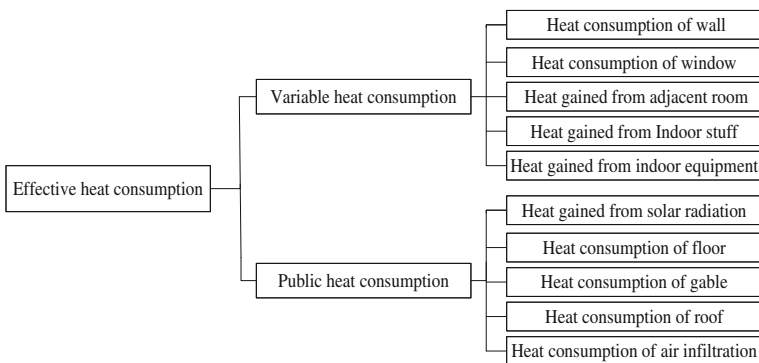 Effective heat consumption
Variable heat consumption
Heat consumption of wall
Heat consumption of window
Heat gained from adjacent room
Heat gained from Indoor stuff
Heat gained from indoor equipment
Public heat consumption
Heat gained from solar radiation
Heat consumption of floor
Heat consumption of gable
Heat consumption of roof
Heat consumption of air infiltration